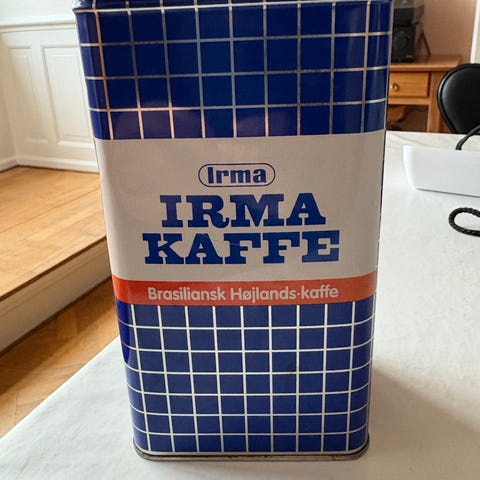 Irma
IRMA
KAFFE
Brasiliansk Højlands-kaffe